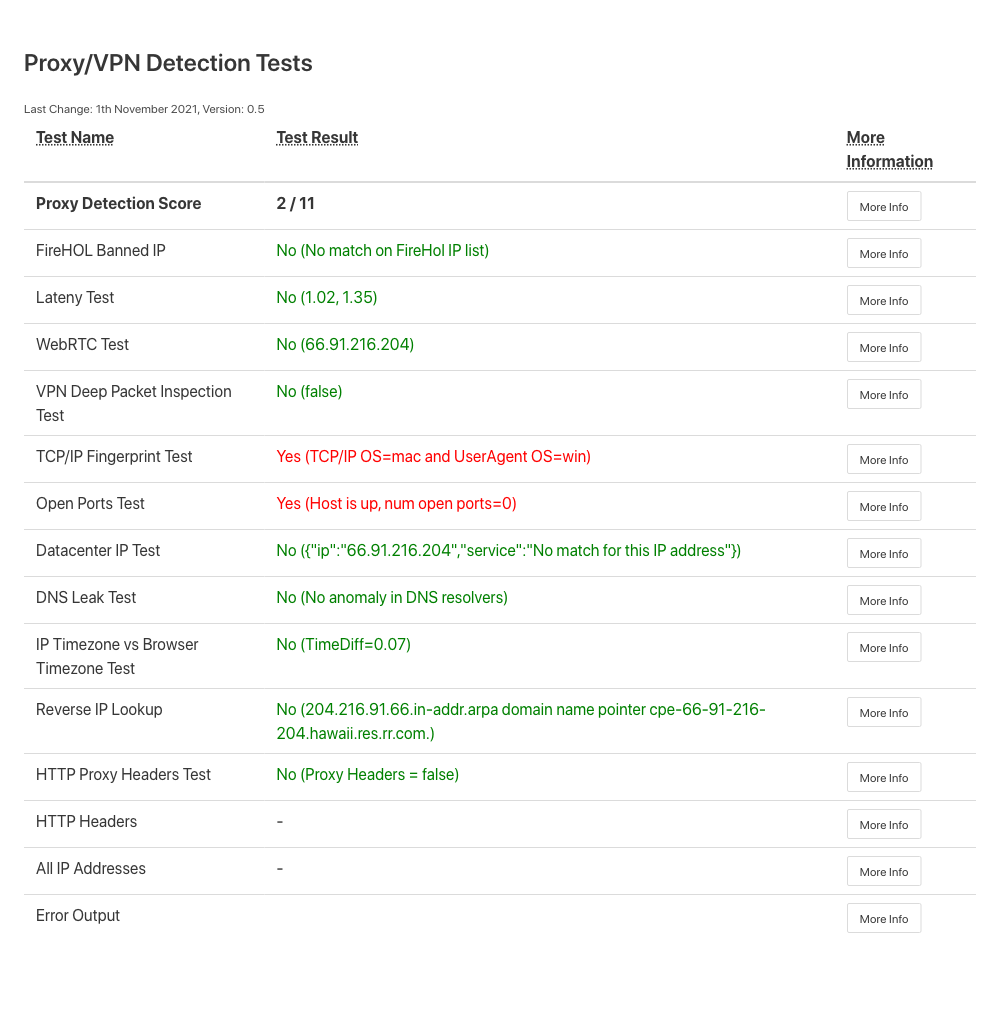 Proxy/VPN Detection Tests
Last Change: 1th November 2021, Version: 0.5
Test Name Test Result More
Information
Proxy Detection Score 2 / 11 More Info
FireHOL Banned IP No (No match on FireHol IP list) More Info
Lateny Test No (1.02, 1.35) More Info
WebRTC Test No (66.91.216.204) More Info
VPN Deep Packet Inspection No (false) More Info
Test
TCP/IP Fingerprint Test Yes (TCP/IP OS=mac and UserAgent OS=win) More Info
Open Ports Test Yes (Host is up, num open ports=0) More Info
Datacenter IP Test No ({"ip":"66.91.216.204","service":"No match for this IP address"}) More Info
DNS Leak Test No (No anomaly in DNS resolvers) More Info
IP Timezone vs Browser No (TimeDiff=0.07) More Info
Timezone Test
Reverse IP Lookup No (204.216.91.66.in-addr.arpa domain name pointer cpe-66-91-216- More Info
204.hawaii.res.rr.com.)
HTTP Proxy Headers Test No (Proxy Headers = false) More Info
HTTP Headers - More Info
All IP Addresses - More Info
Error Output More Info